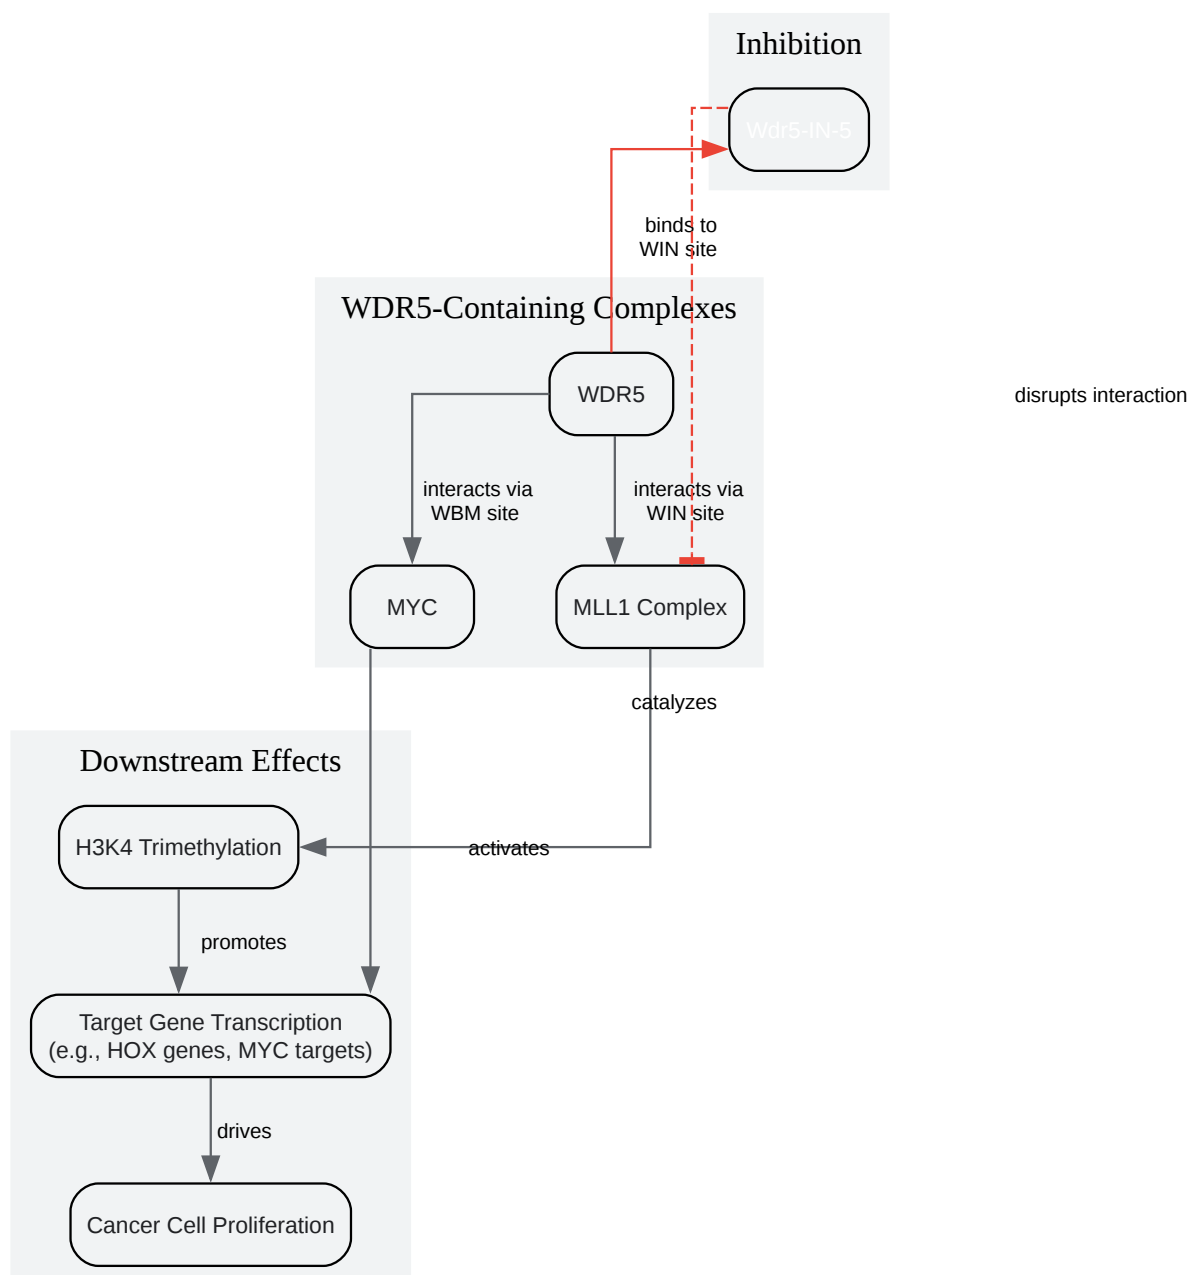 Inhibition
Wdr5-IN-5
binds to
WIN site
WDR5-Containing Complexes
WDR5
disrupts interaction
interacts via
WBM site
interacts via
WIN site
MYC
MLL1 Complex
catalyzes
Downstream Effects
H3K4 Trimethylation
activates
promotes
Target Gene Transcription
(e.g., HOX genes, MYC targets)
drives
Cancer Cell Proliferation